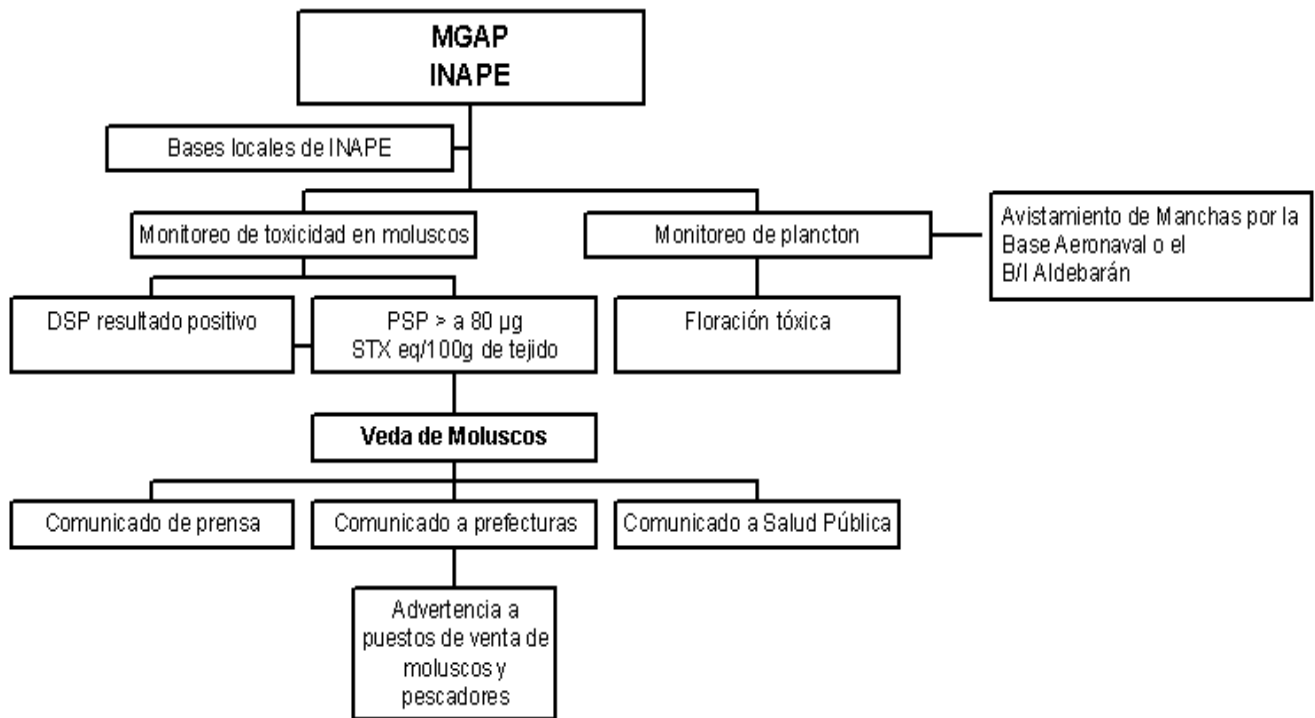 MGAP
INAPE
Bases locales de INAPE
Monitoreo de toxicidad en moluscos
Monitoreo de plancton
Avistamiento de Manchas por la
Base Aeronaval o el
B/I Aldebarán
DSP resultado positivo
PSP > a 80 µg
STX eq/100g de tejido
Floración tóxica
Veda de Moluscos
Comunicado de prensa
Comunicado a prefecturas
Comunicado a Salud Pública
Advertencia a
puestos de venta de
moluscos y
pescadores